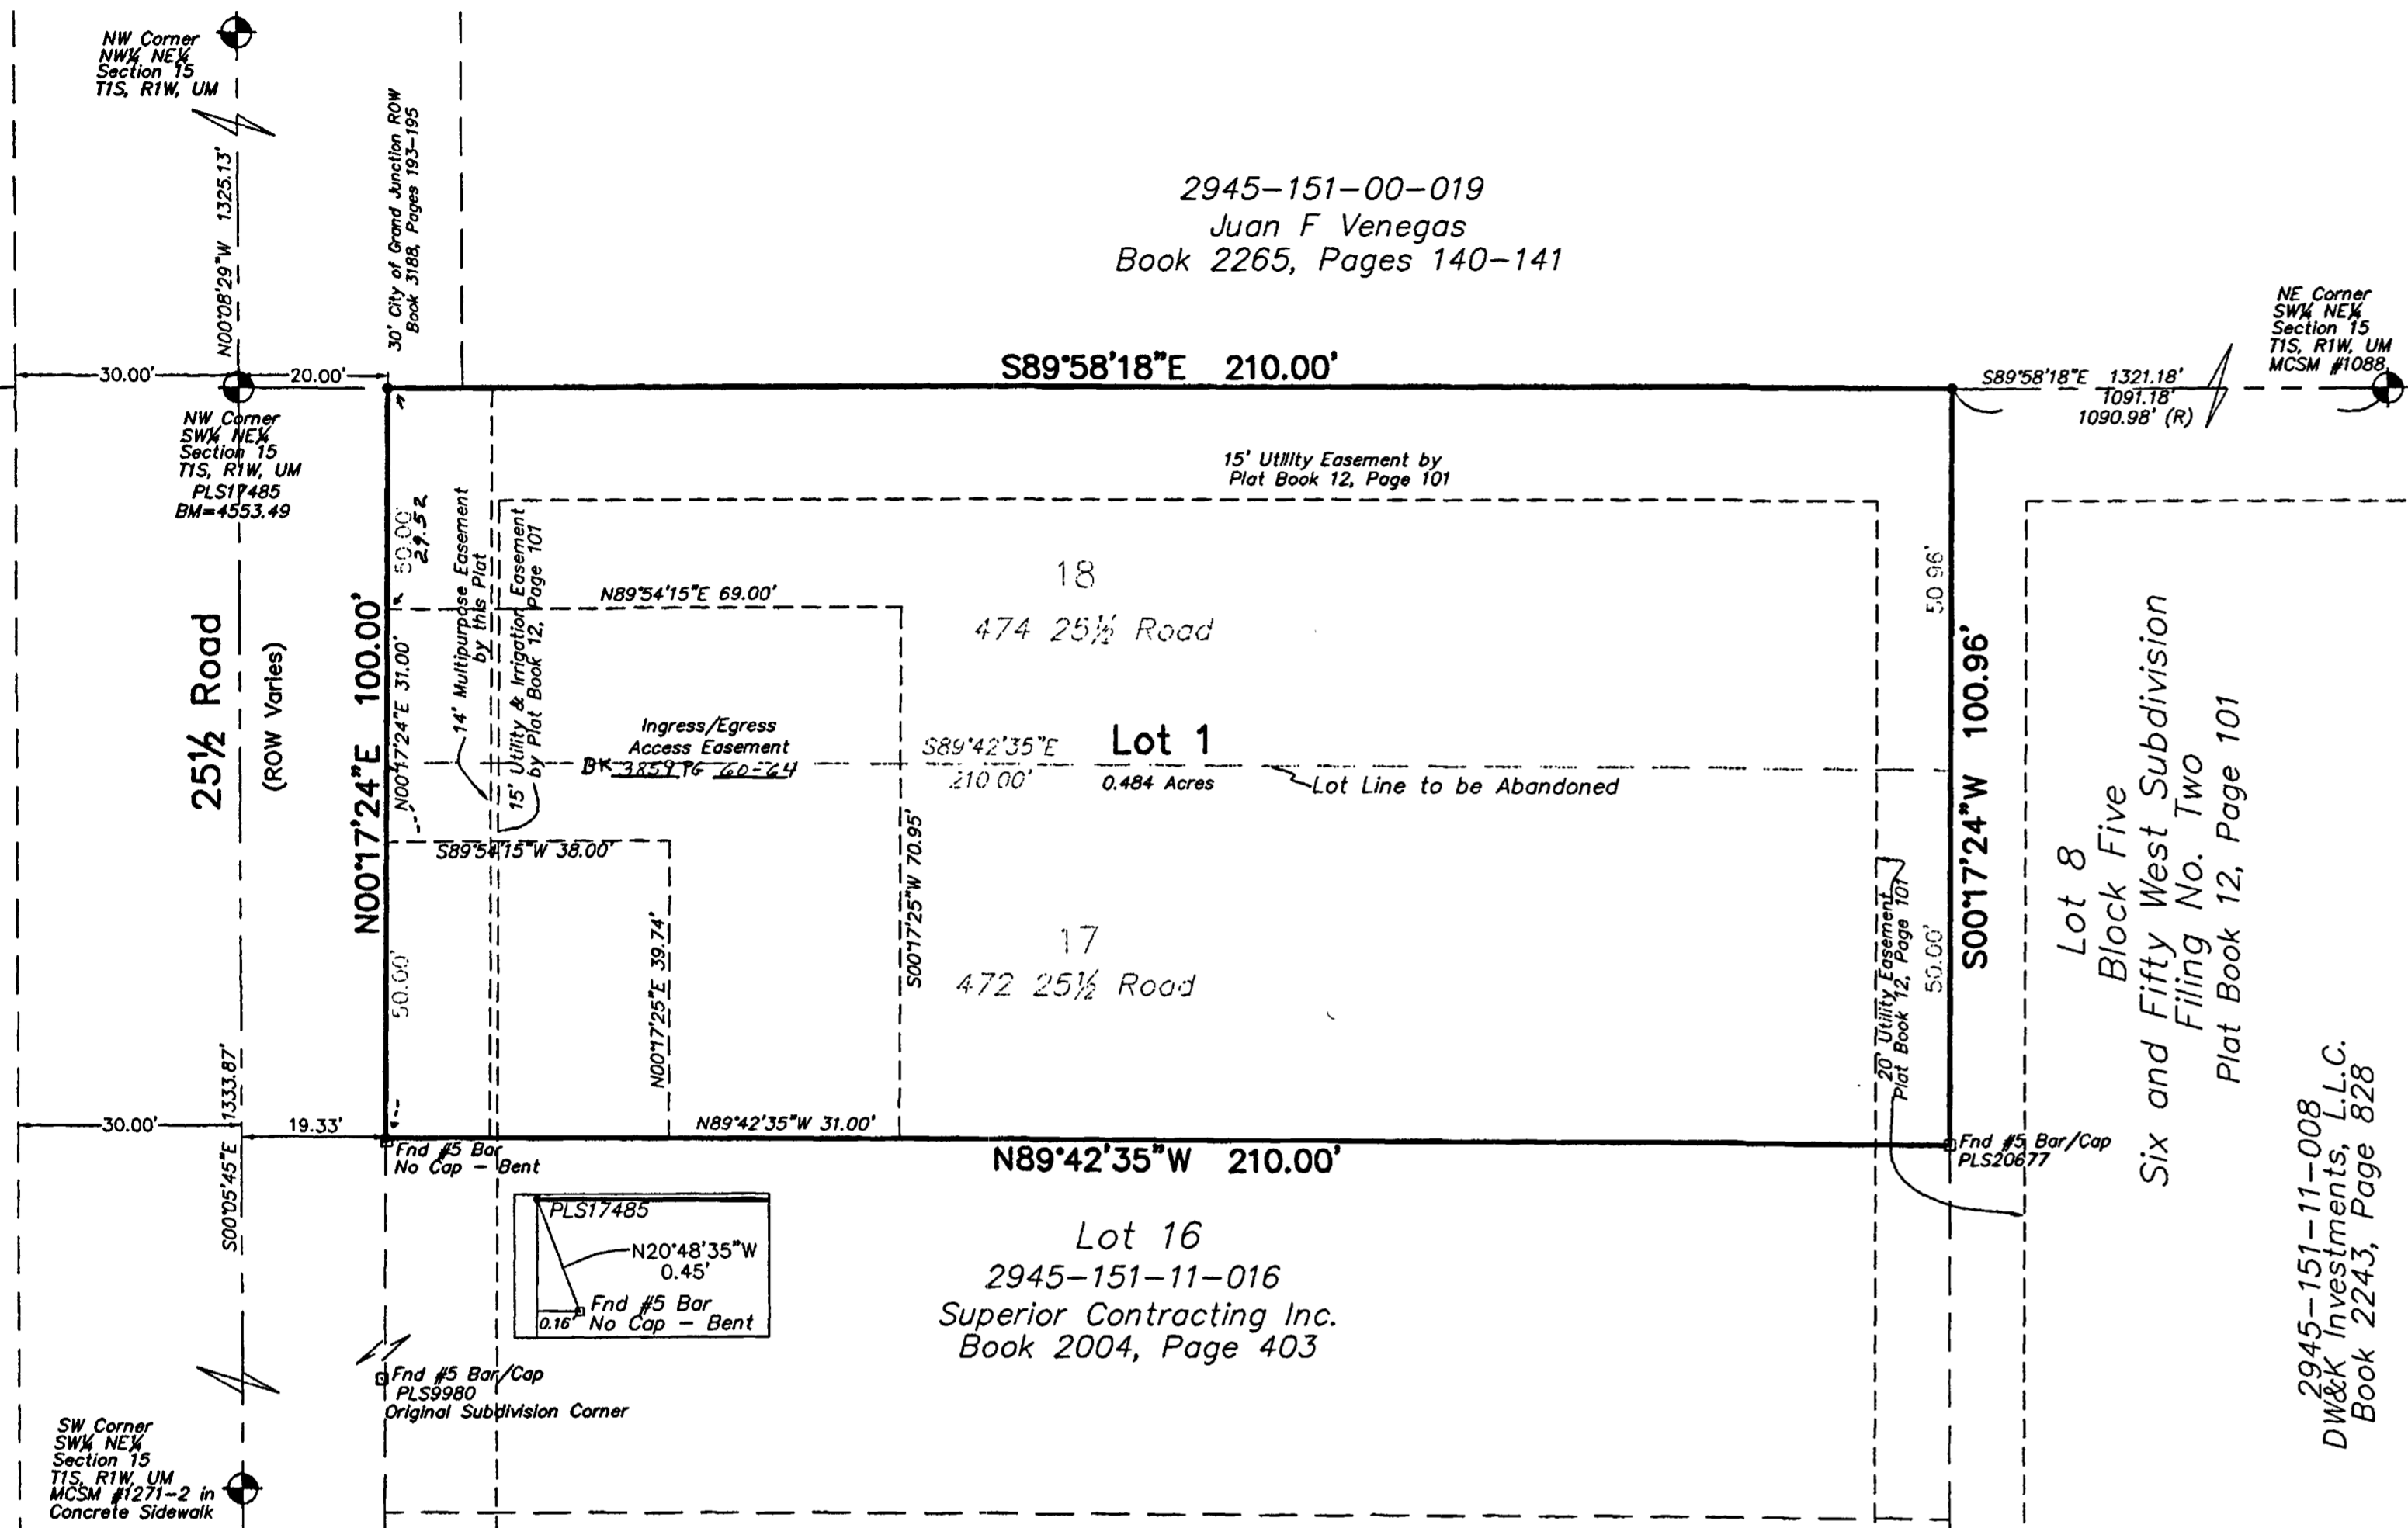 NW Corner
NW¼ NE¼
Section 15
T1S, R1W, UM
N00°08'29"W 1325.13'
30' City of Grand Junction ROW
Book 3188, Pages 193-195
2945-151-00-019
Juan F Venegas
Book 2265, Pages 140-141
NE Corner
SW¼ NE¼
Section 15
T1S, R1W, UM
MCSM #1088
30.00'
20.00'
S89°58'18"E 210.00'
S89°58'18"E 1321.18'
1091.18'
1090.98' (R)
NW Corner
SW¼ NE¼
Section 15
T1S, R1W, UM
PLS17485
BM=4553.49
15' Utility Easement by
Plat Book 12, Page 101
50.00'
29.52
14' Multipurpose Easement
by this Plat
15' Utility & Irrigation Easement
by Plat Book 12, Page 101
N89°54'15"E 69.00'
18
474 25½ Road
50.96'
25½ Road
(ROW Varies)
N00°17'24"E 100.00'
N00°17'24"E 31.00'
Ingress/Egress
Access Easement
BK 3859 PG 60-64
S89°42'35"E
210.00'
Lot 1
0.484 Acres
Lot Line to be Abandoned
S00°17'24"W 100.96'
S89°54'15"W 38.00'
S00°17'25"W 70.95'
N00°17'25"E 39.74'
17
472 25½ Road
50.00'
50.00'
20' Utility Easement
Plat Book 12, Page 101
Lot 8
Block Five
Six and Fifty West Subdivision
Filing No. Two
Plat Book 12, Page 101
2945-151-11-008
DW&K Investments, L.L.C.
Book 2243, Page 828
30.00'
19.33'
S00°05'45"E 1333.87'
N89°42'35"W 31.00'
Fnd #5 Bar
No Cap - Bent
N89°42'35"W 210.00'
Fnd #5 Bar/Cap
PLS20677
PLS17485
N20°48'35"W
0.45'
Fnd #5 Bar
No Cap - Bent
0.16'
Lot 16
2945-151-11-016
Superior Contracting Inc.
Book 2004, Page 403
Fnd #5 Bar/Cap
PLS9980
Original Subdivision Corner
SW Corner
SW¼ NE¼
Section 15
T1S, R1W, UM
MCSM #1271-2 in
Concrete Sidewalk